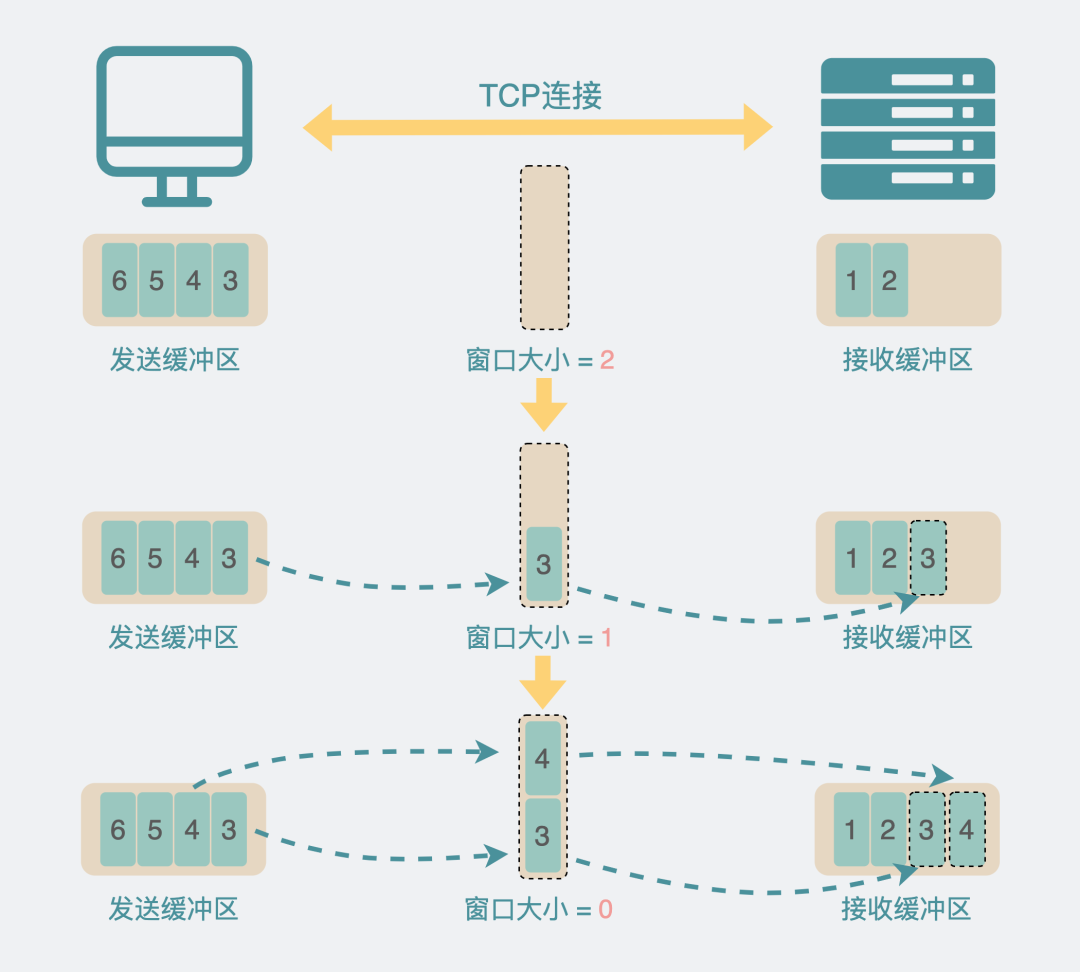 TCP连接
6 5 4 3
1 2
发送缓冲区
窗口大小 = 2
接收缓冲区
6 5 4 3
3
1 2 3
发送缓冲区
窗口大小 = 1
接收缓冲区
4
6 5 4 3
3
1 2 3 4
发送缓冲区
窗口大小 = 0
接收缓冲区